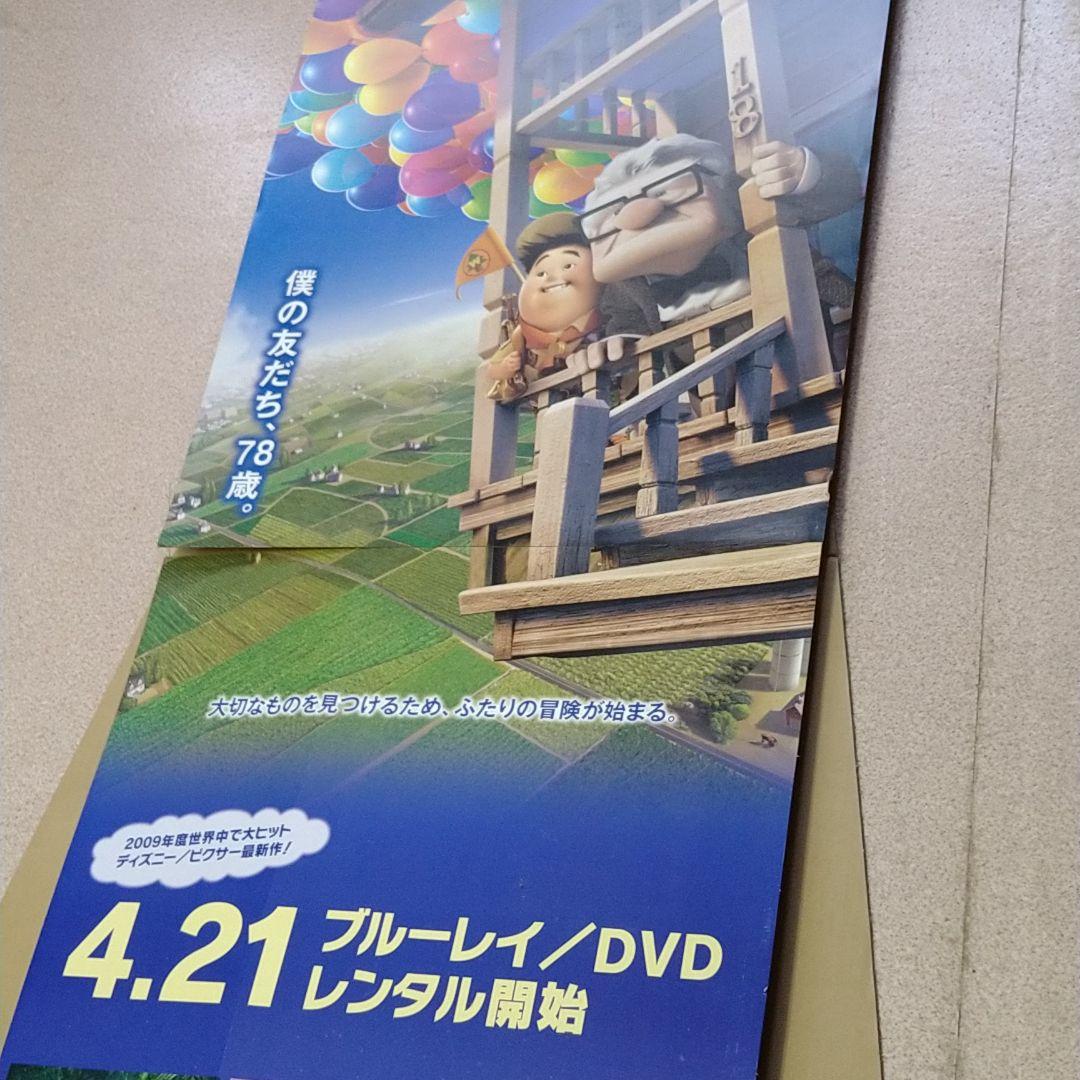 18
僕の友だち、78歳。
大切なものを見つけるため、ふたりの冒険が始まる。
2009年度世界中で大ヒット
ディズニー／ピクサー最新作！
4.21 ブルーレイ／DVD
レンタル開始